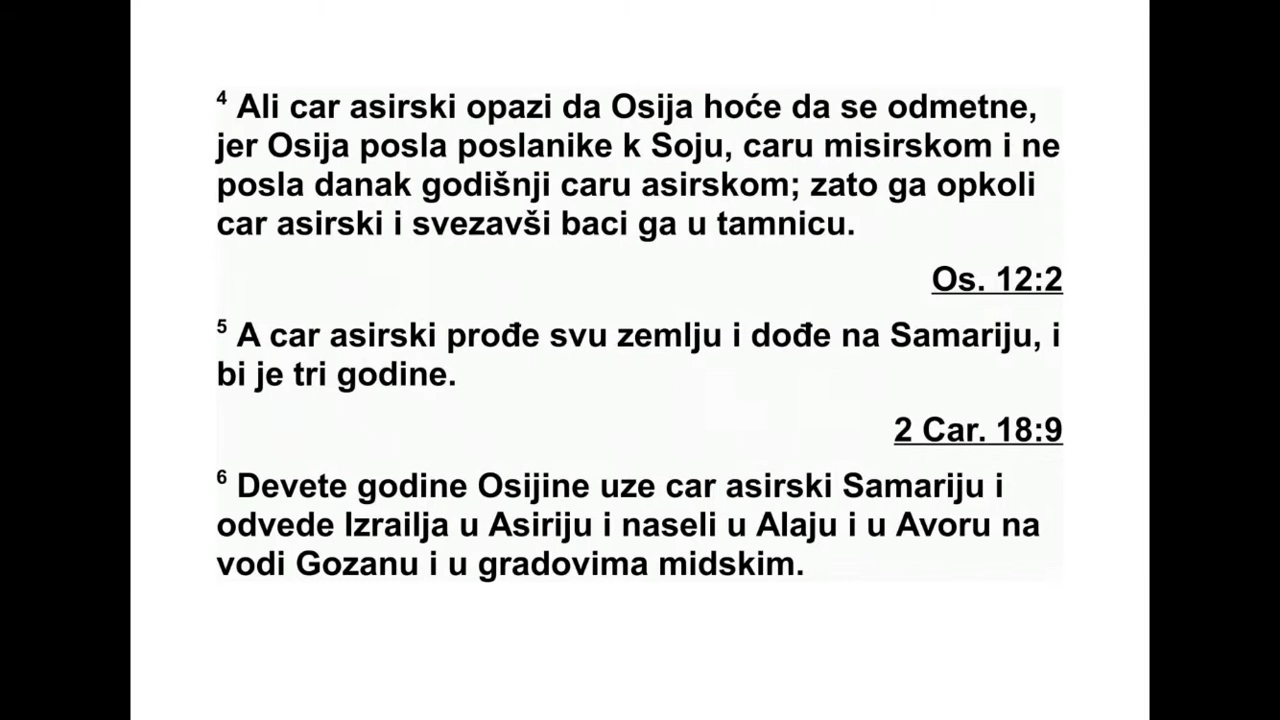 4 Ali car asirski opazi da Osija hoće da se odmetne,
jer Osija posla poslanike k Soju, caru misirskom i ne
posla danak godišnji caru asirskom; zato ga opkoli
car asirski i svezavši baci ga u tamnicu.
Os. 12:2
5 A car asirski prođe svu zemlju i dođe na Samariju, i
bi je tri godine.
2 Car. 18:9
6 Devete godine Osijine uze car asirski Samariju i
odvede Izrailja u Asiriju i naseli u Alaju i u Avoru na
vodi Gozanu i u gradovima midskim.